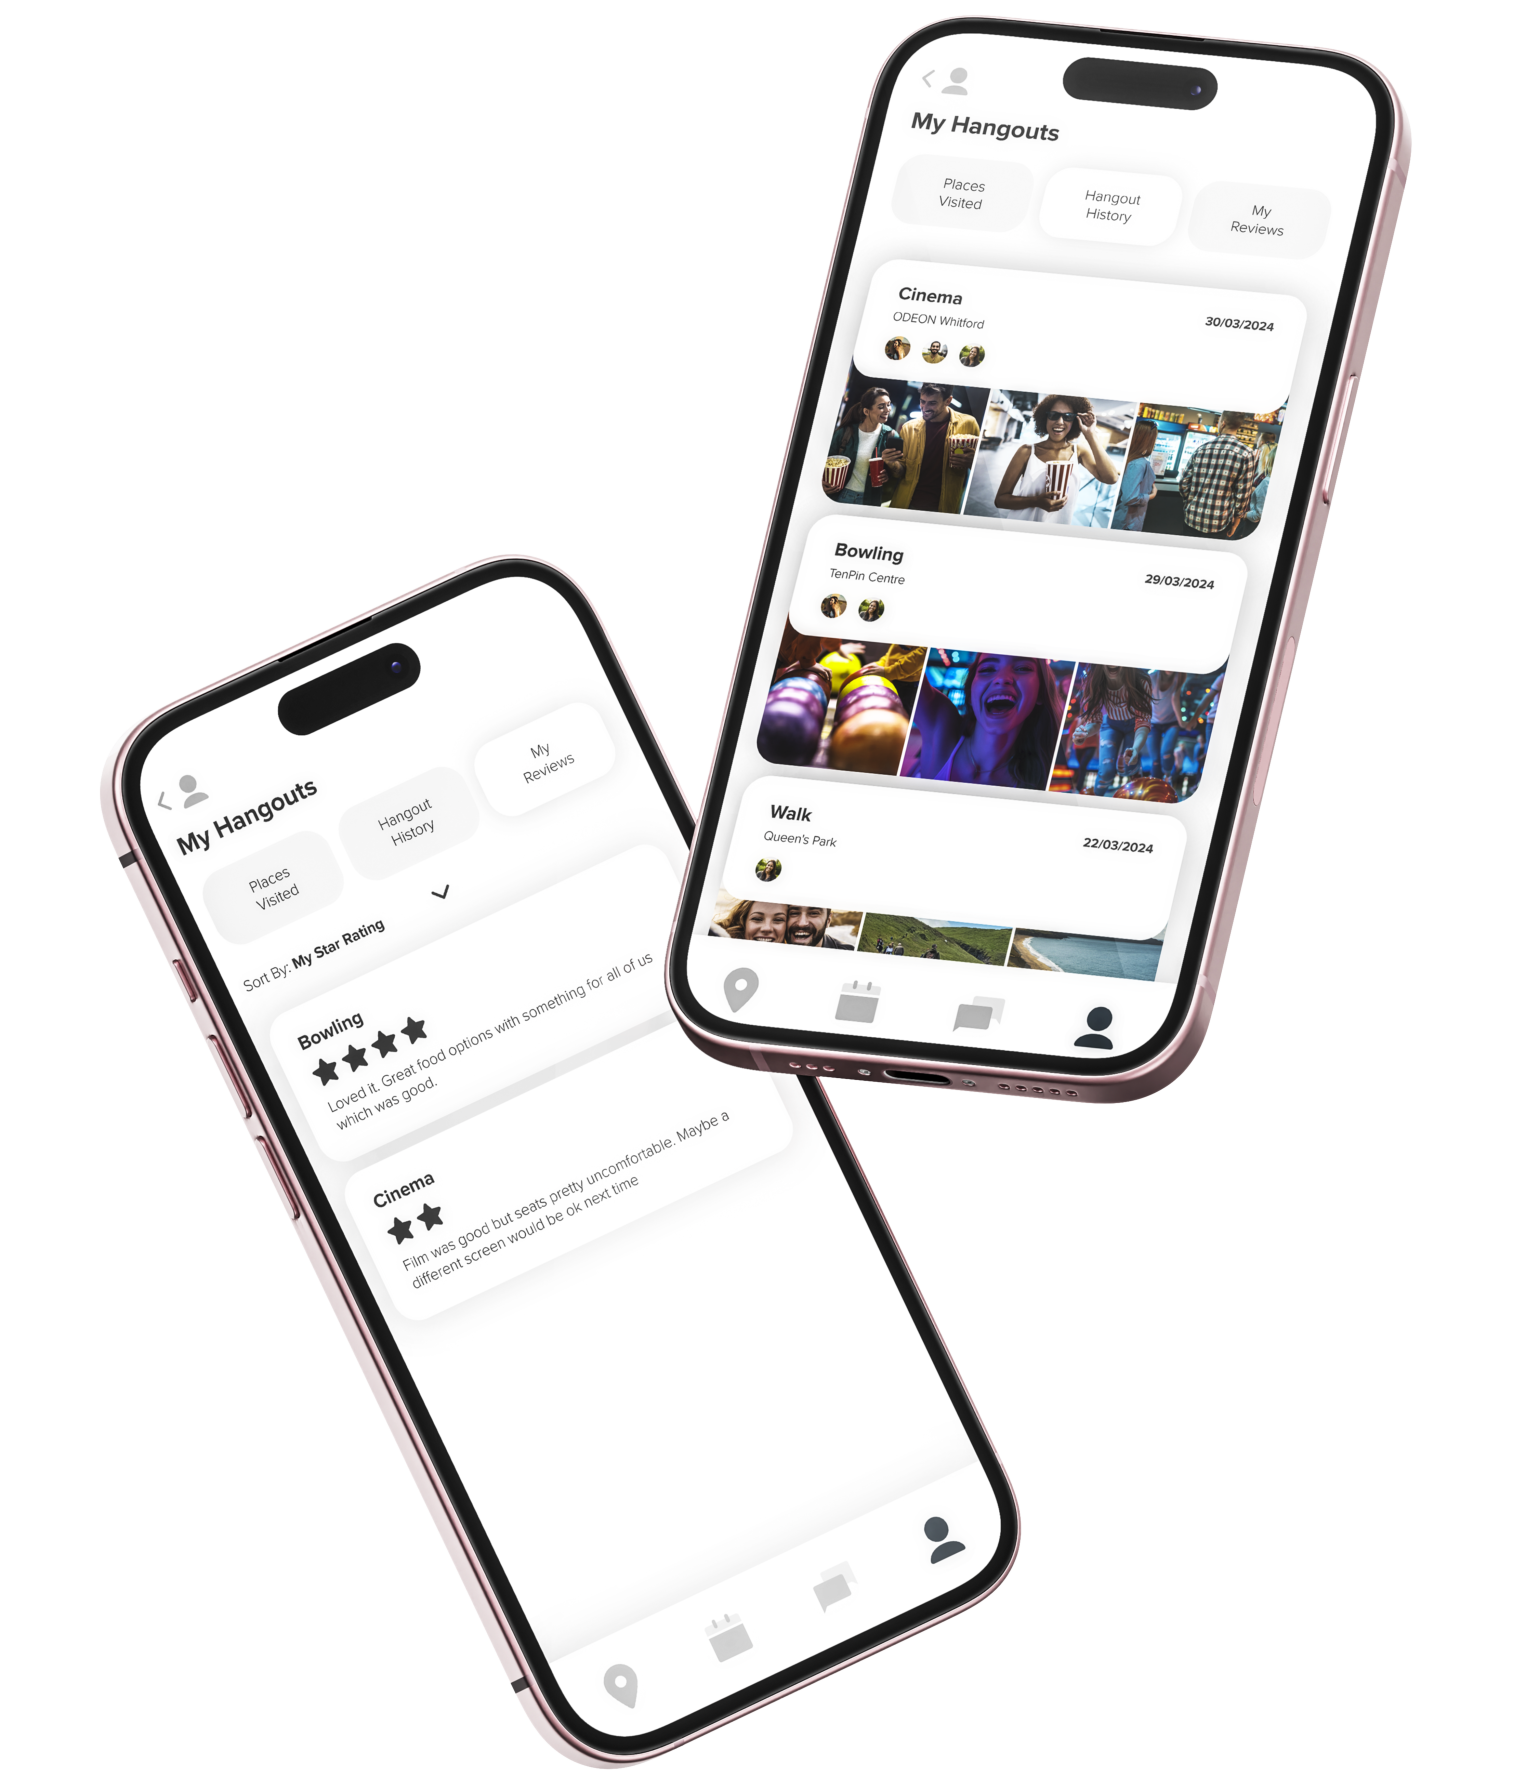 My Hangouts
Places
Visited
Hangout
History
My
Reviews
Cinema
ODEON Whitford
30/03/2024
Bowling
TenPin Centre
29/03/2024
Walk
Queen's Park
22/03/2024
My Hangouts
Places
Visited
Hangout
History
My
Reviews
Sort By: My Star Rating
Bowling
Loved it. Great food options with something for all of us
which was good.
Cinema
Film was good but seats pretty uncomfortable. Maybe a
different screen would be ok next time